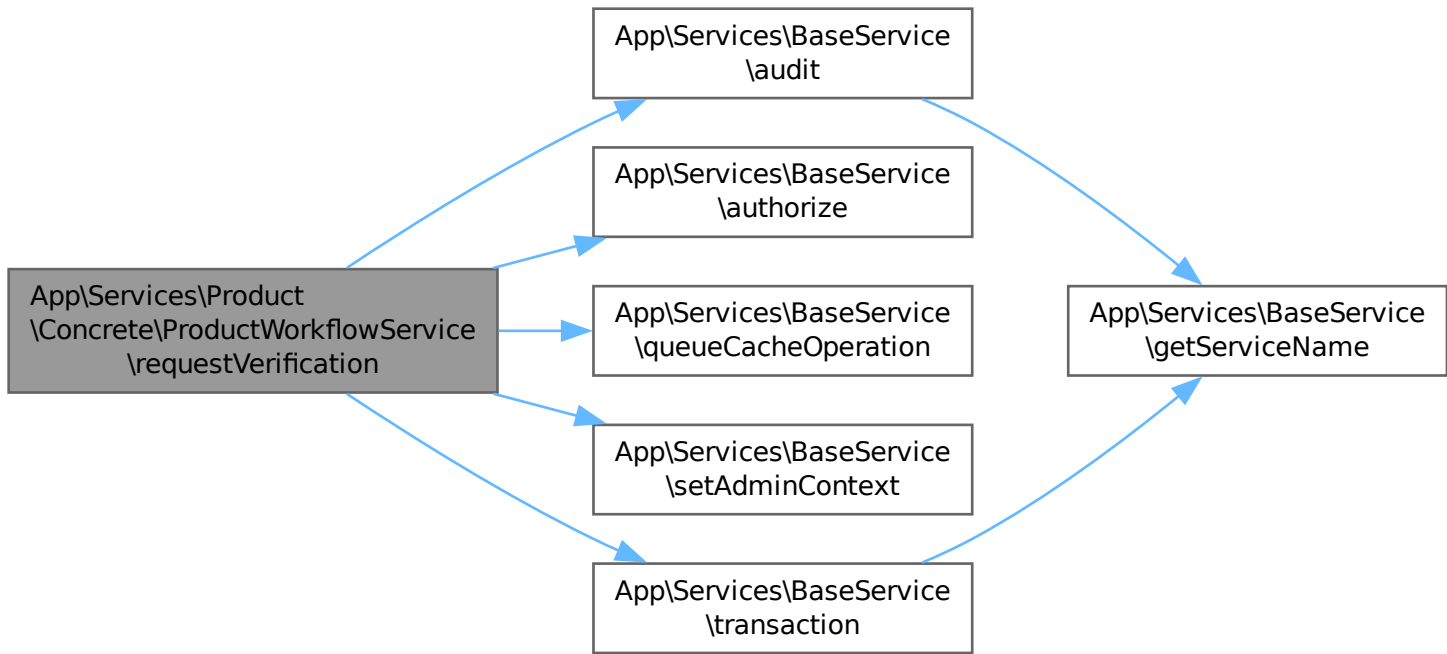 App\Services\Product
\Concrete\ProductWorkflowService
\requestVerification
App\Services\BaseService
\audit
App\Services\BaseService
\authorize
App\Services\BaseService
\queueCacheOperation
App\Services\BaseService
\setAdminContext
App\Services\BaseService
\transaction
App\Services\BaseService
\getServiceName